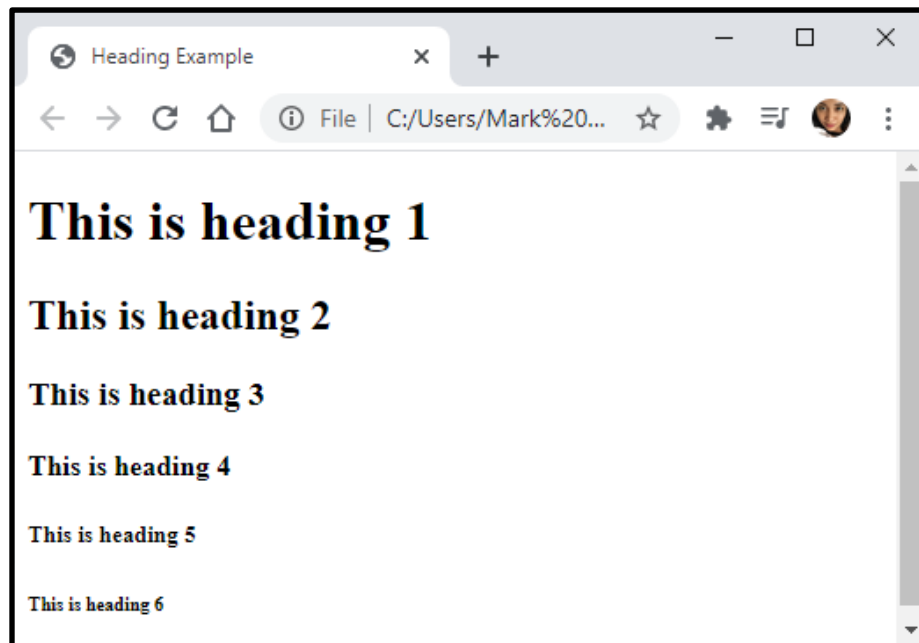 Heading Example
File C:/Users/Mark%20...
This is heading 1
This is heading 2
This is heading 3
This is heading 4
This is heading 5
This is heading 6